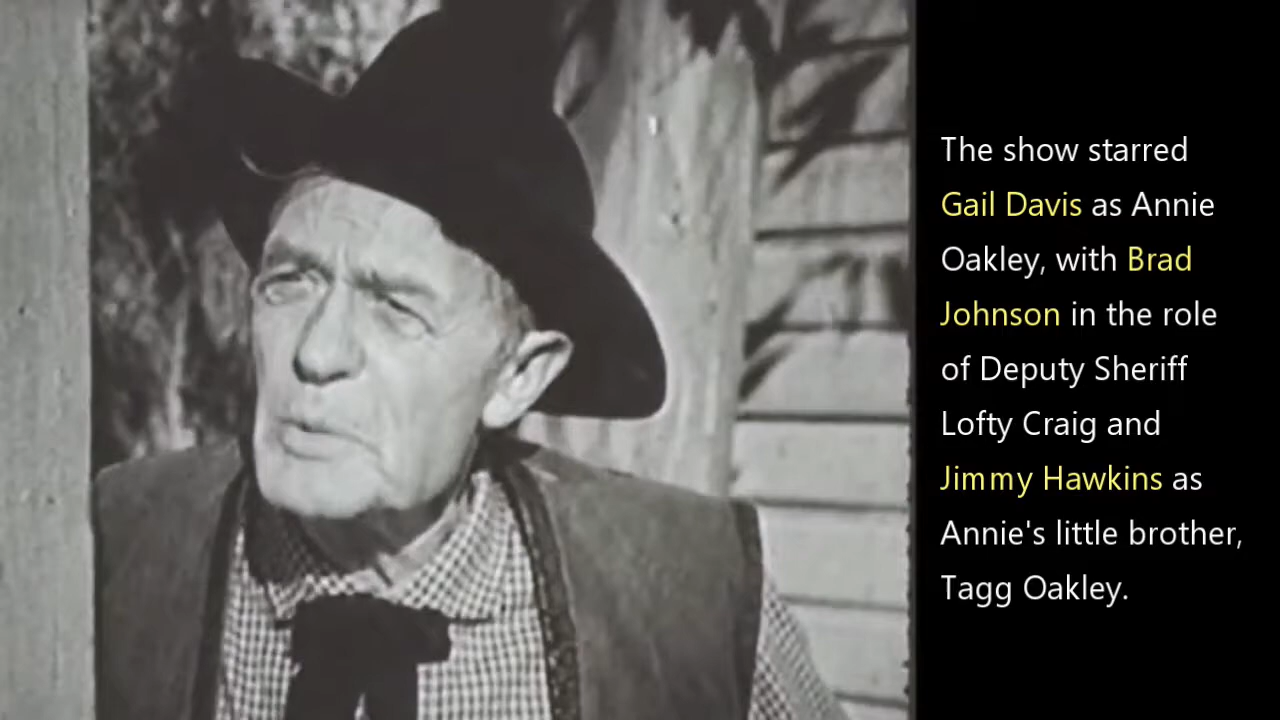 The show starred
Gail Davis as Annie
Oakley, with Brad
Johnson in the role
of Deputy Sheriff
Lofty Craig and
Jimmy Hawkins as
Annie's little brother,
Tagg Oakley.